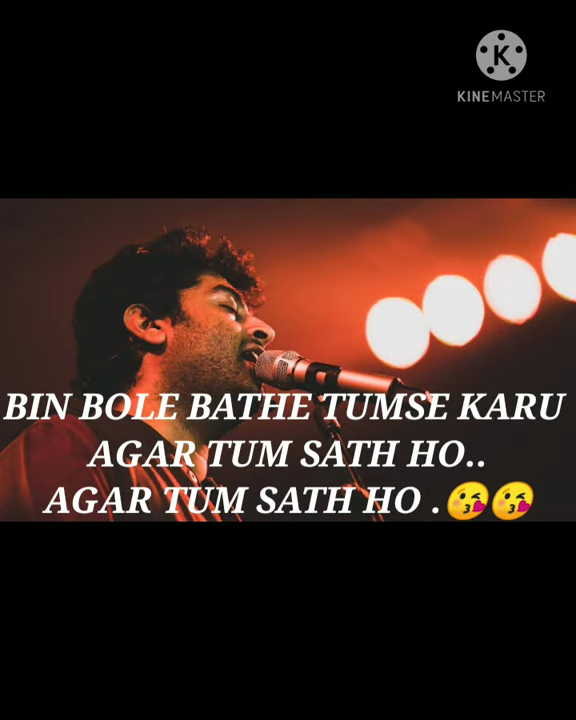 K
KINEMASTER
BIN BOLE BATHE TUMSE KARU
AGAR TUM SATH HO..
AGAR TUM SATH HO .😘😘